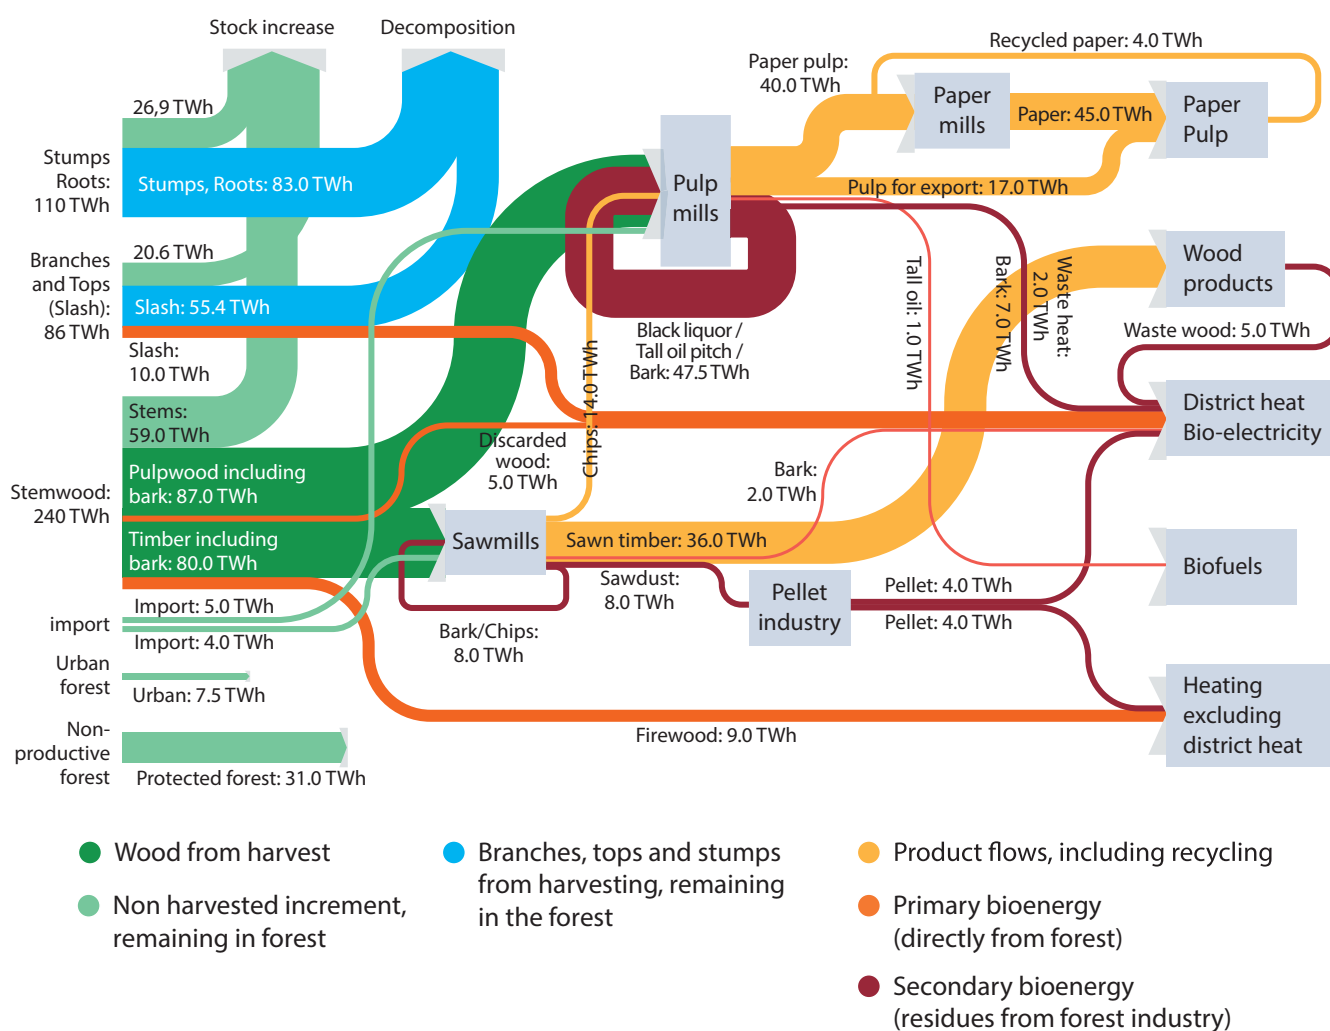 Stock increase
Decomposition
Recycled paper: 4.0 TWh
Paper pulp:
40.0 TWh
26,9 TWh
Paper
mills
Paper: 45.0 TWh
Paper
Pulp
Stumps
Roots:
110 TWh
Stumps, Roots: 83.0 TWh
Pulp
mills
Pulp for export: 17.0 TWh
20.6 TWh
Branches
and Tops
(Slash):
86 TWh
Slash: 55.4 TWh
Slash:
10.0 TWh
Tall oil: 1.0 TWh
Bark: 7.0 TWh
Waste heat:
2.0 TWh
Wood
products
Waste wood: 5.0 TWh
Black liquor /
Tall oil pitch /
Bark: 47.5 TWh
Chips: 14.0 TWh
Stems:
59.0 TWh
District heat
Bio-electricity
Discarded
wood:
5.0 TWh
Bark:
2.0 TWh
Stemwood:
240 TWh
Pulpwood including
bark: 87.0 TWh
Timber including
bark: 80.0 TWh
Sawmills
Sawn timber: 36.0 TWh
Sawdust:
8.0 TWh
Pellet
industry
Pellet: 4.0 TWh
Pellet: 4.0 TWh
Biofuels
import
Import: 5.0 TWh
Import: 4.0 TWh
Bark/Chips:
8.0 TWh
Urban
forest
Urban: 7.5 TWh
Heating
excluding
district heat
Firewood: 9.0 TWh
Non-
productive
forest
Protected forest: 31.0 TWh
Wood from harvest
Non harvested increment,
remaining in forest
Branches, tops and stumps
from harvesting, remaining
in the forest
Product flows, including recycling
Primary bioenergy
(directly from forest)
Secondary bioenergy
(residues from forest industry)